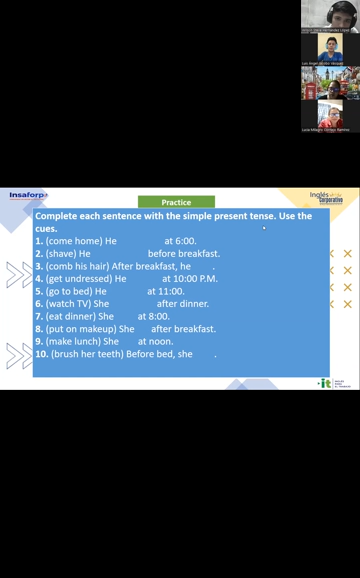 Insaforp
Practice
Inglés
Corporativo
Complete each sentence with the simple present tense. Use the
cues.
1. (come home) He at 6:00.
2. (shave) He before breakfast.
3. (comb his hair) After breakfast, he .
4. (get undressed) He at 10:00 P.M.
5. (go to bed) He at 11:00.
6. (watch TV) She after dinner.
7. (eat dinner) She at 8:00.
8. (put on makeup) She after breakfast.
9. (make lunch) She at noon.
10. (brush her teeth) Before bed, she .
it